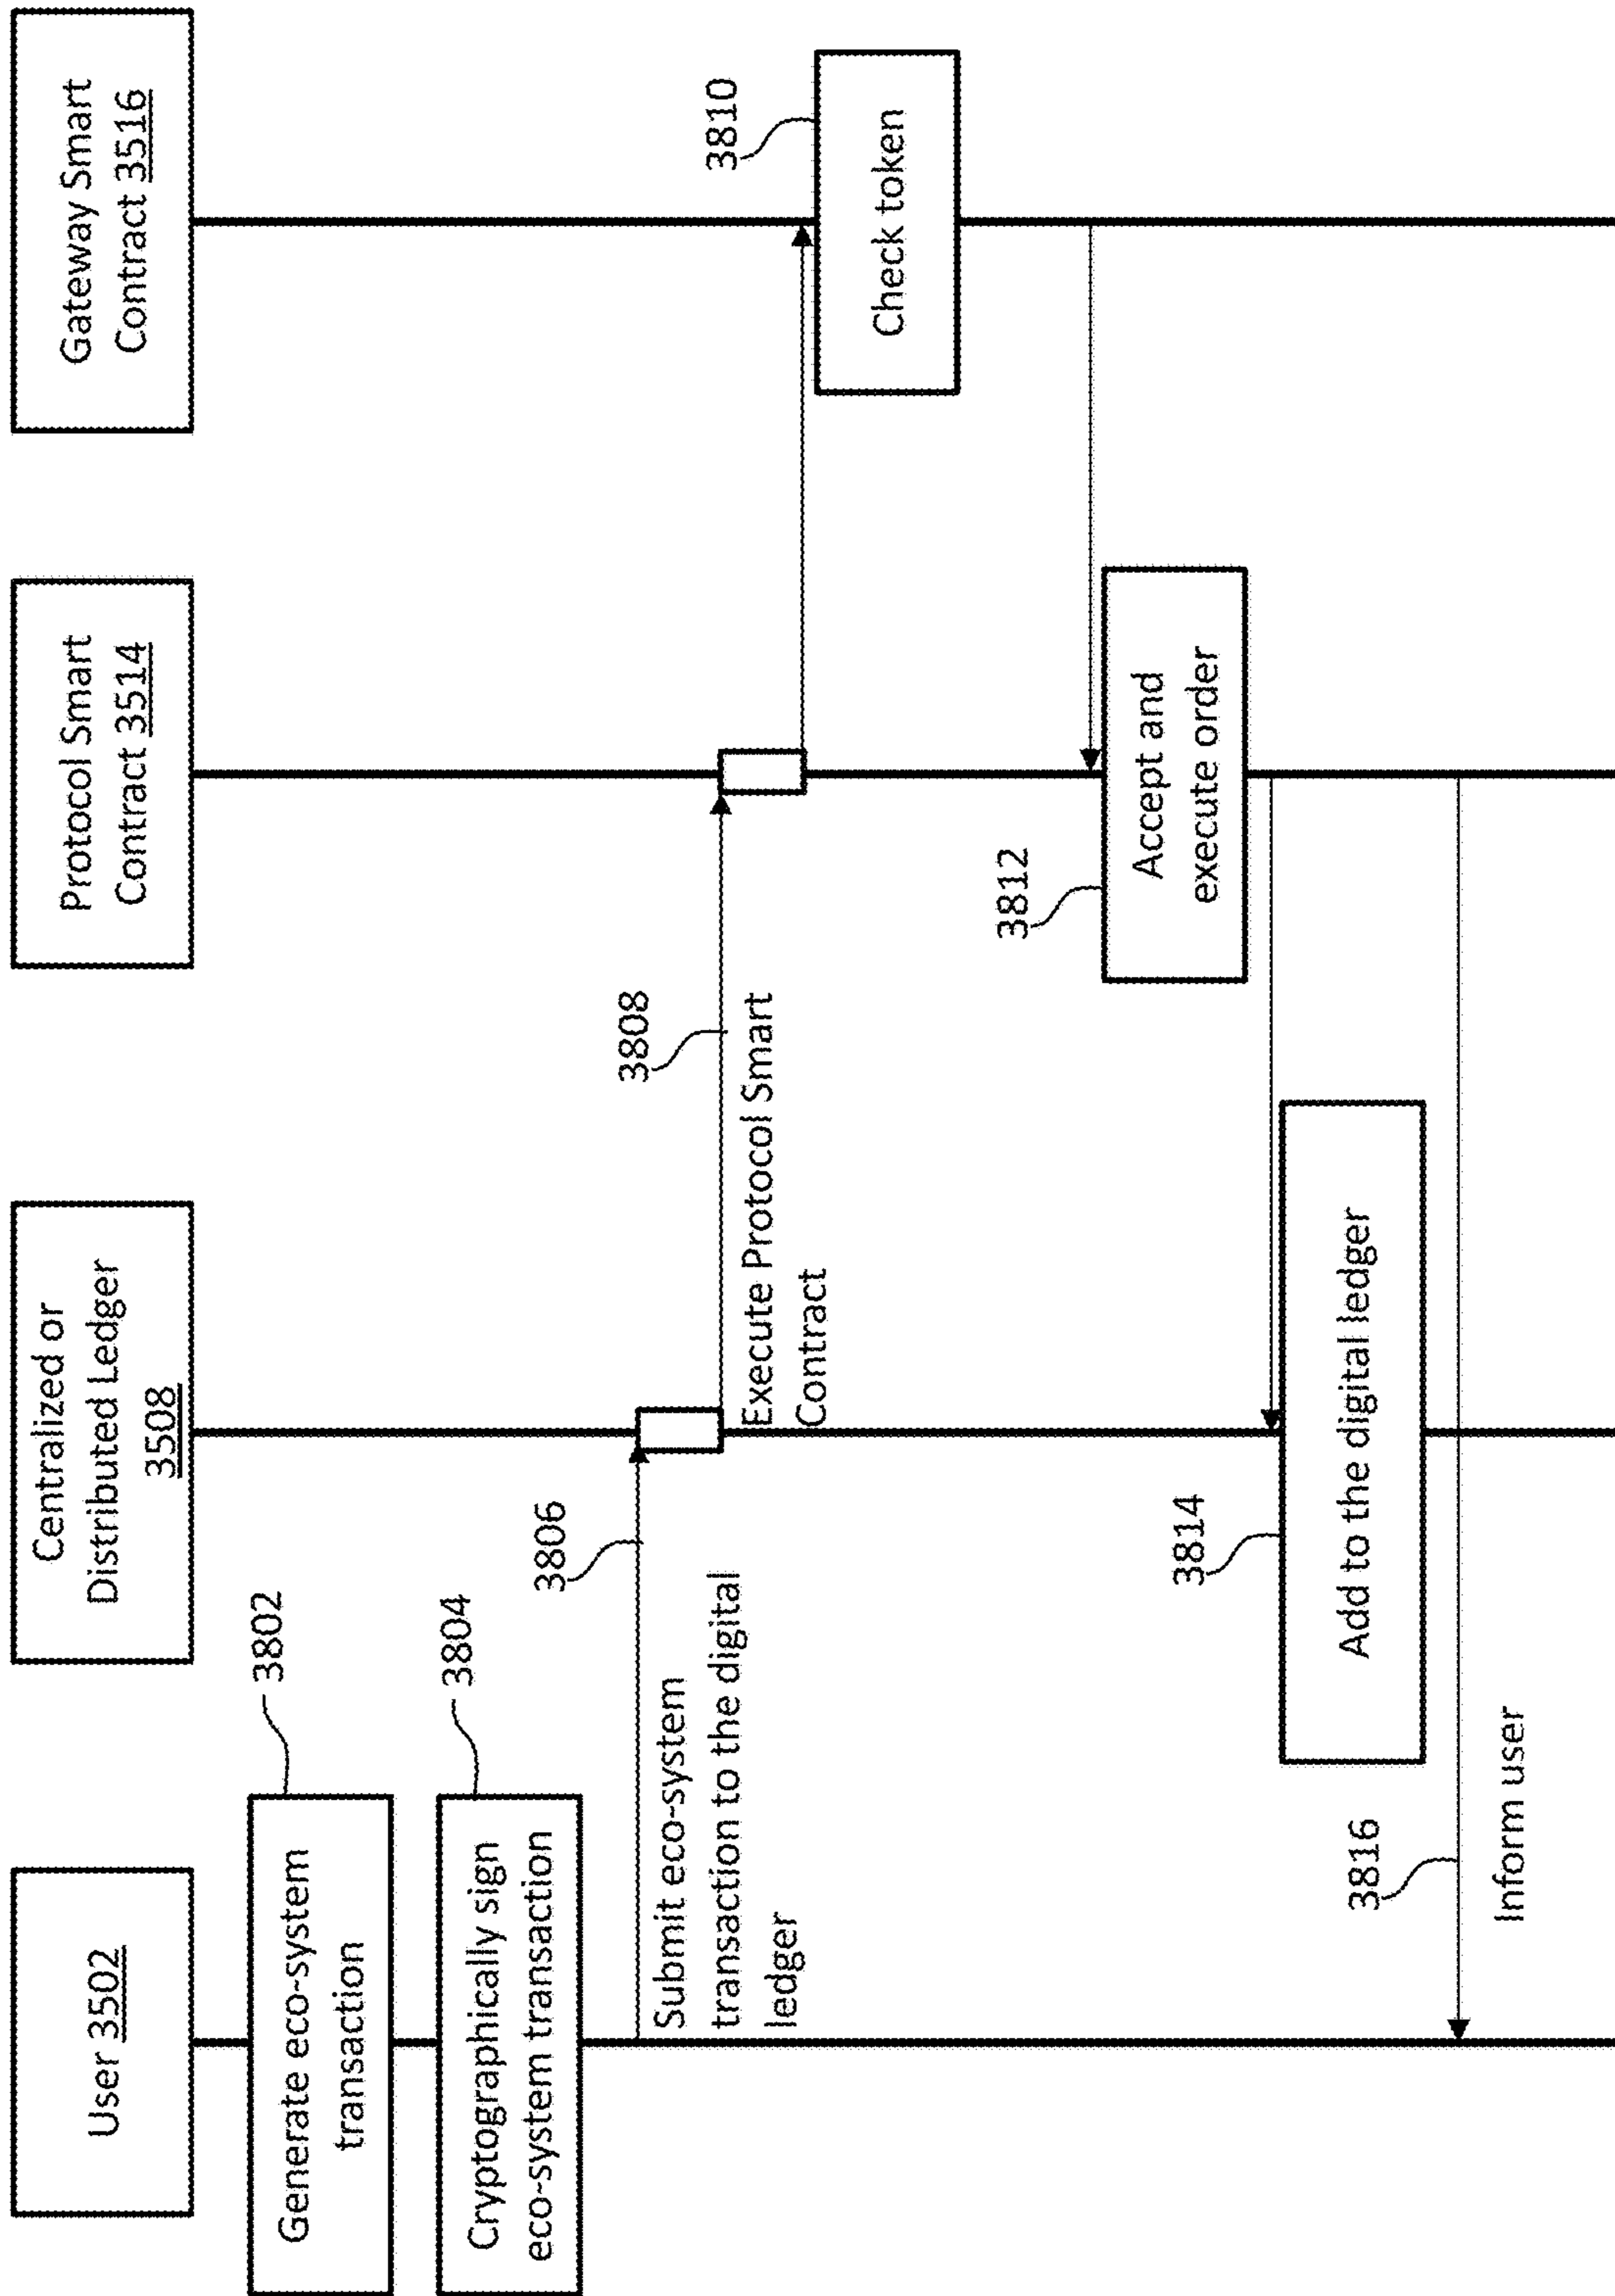 User 3502
Centralized or
Distributed Ledger
3508
Protocol Smart
Contract 3514
Gateway Smart
Contract 3516
Generate eco-system
transaction
3802
Cryptographically sign
eco-system transaction
3804
3806
Submit eco-system
transaction to the digital
ledger
3808
Execute Protocol Smart
Contract
3810
Check token
3812
Accept and
execute order
3814
Add to the digital ledger
3816
Inform user